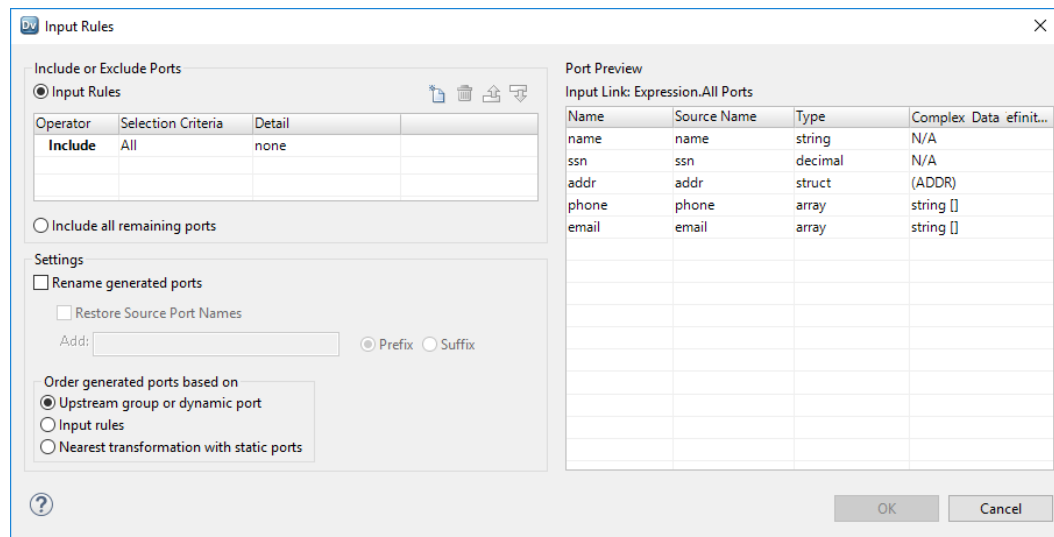 Dv Input Rules
Include or Exclude Ports
Input Rules
Operator Selection Criteria Detail
Include All none
Include all remaining ports
Settings
Rename generated ports
Restore Source Port Names
Add: Prefix Suffix
Order generated ports based on
Upstream group or dynamic port
Input rules
Nearest transformation with static ports
Port Preview
Input Link: Expression.All Ports
Name Source Name Type Complex Data efinit...
name name string N/A
ssn ssn decimal N/A
addr addr struct (ADDR)
phone phone array string []
email email array string []
?
OK Cancel